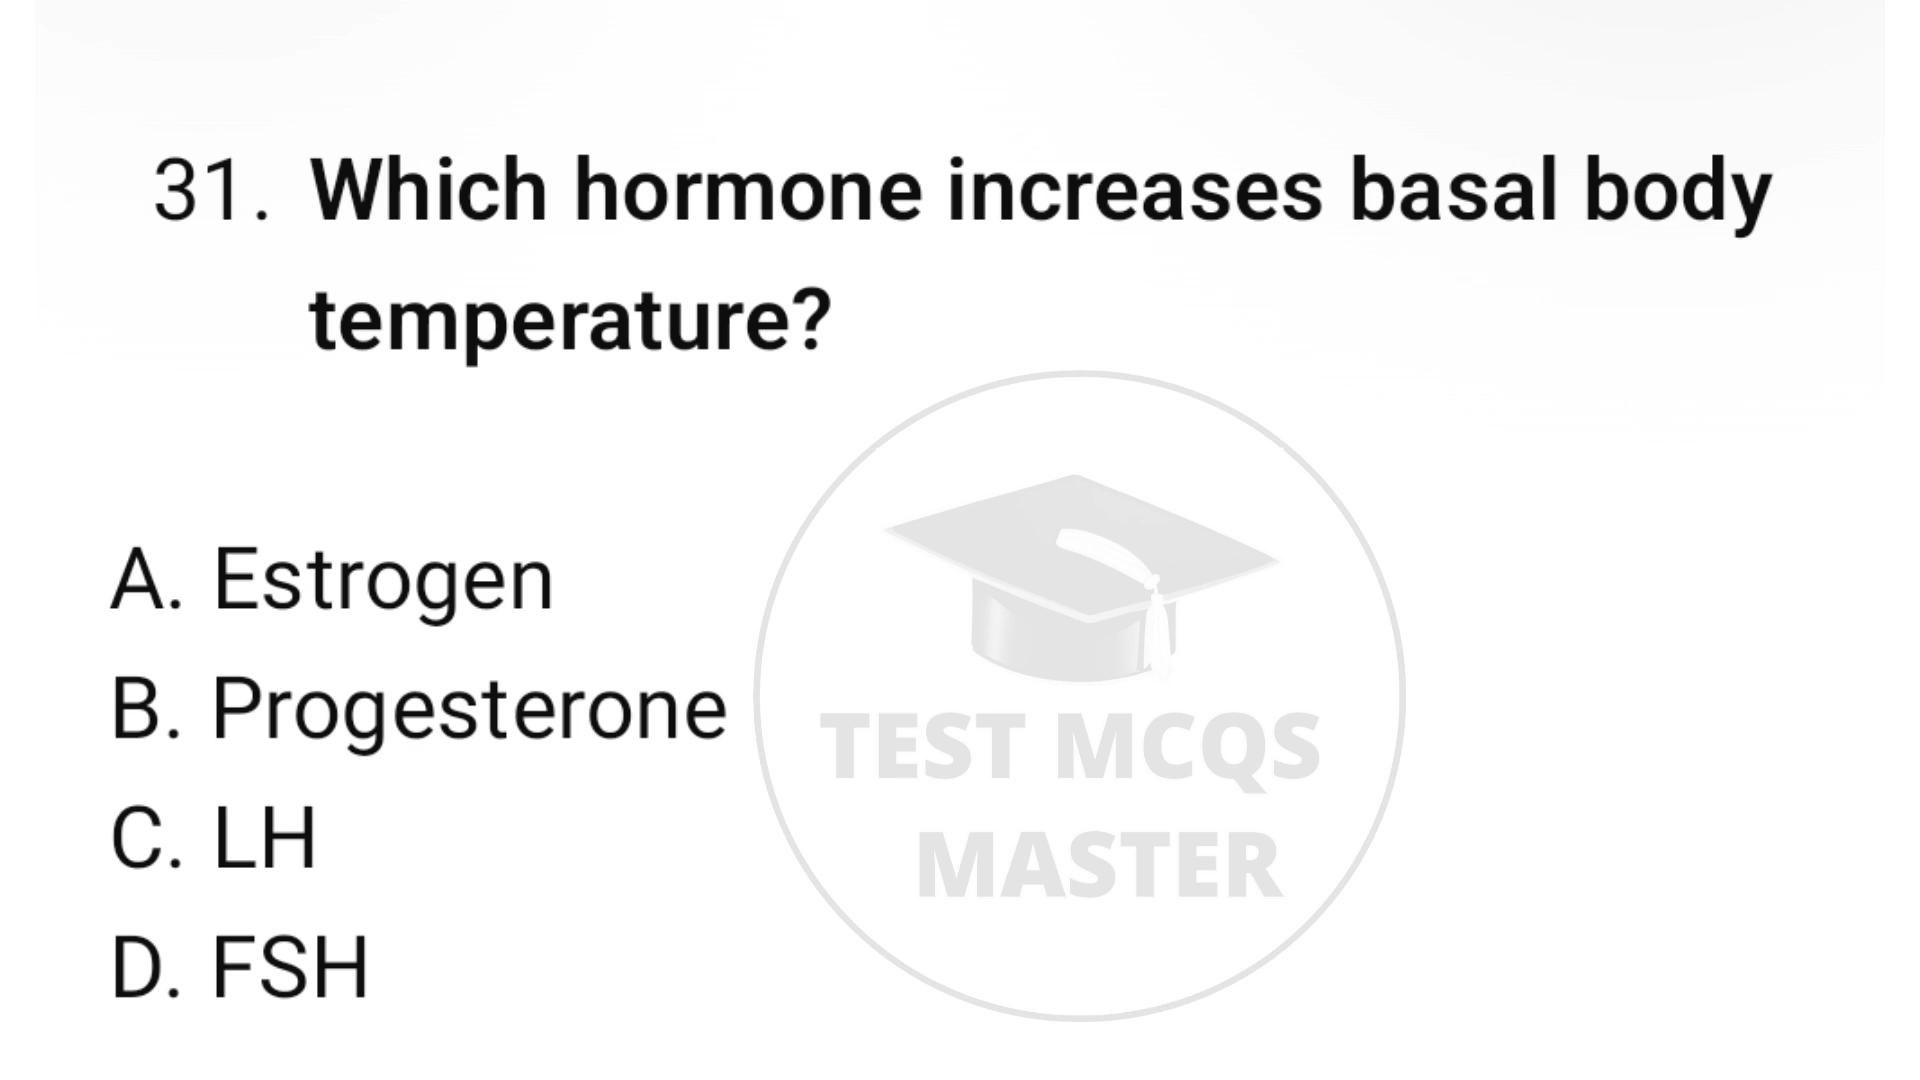 31. Which hormone increases basal body
temperature?
A. Estrogen
B. Progesterone
C. LH
D. FSH
TEST MCQS
MASTER